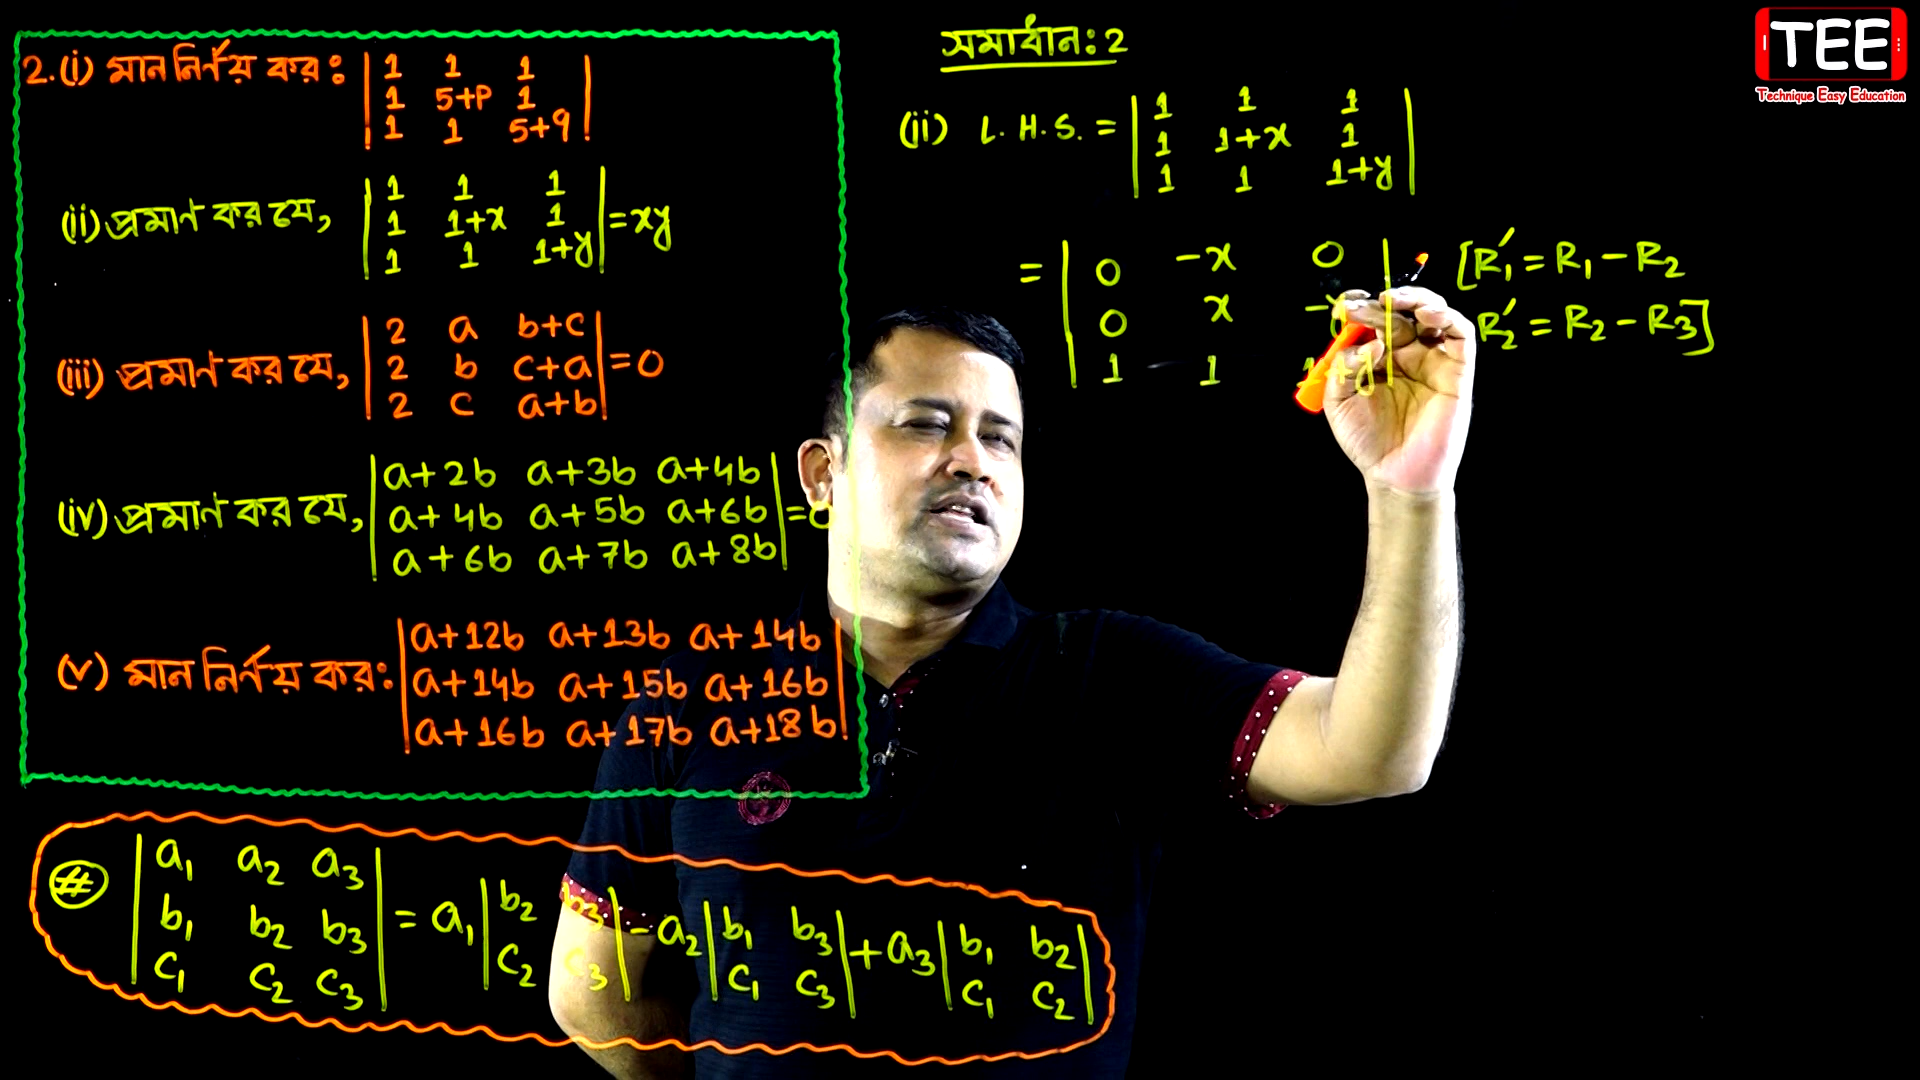 2.(i) মান নির্ণয় কর: | 1 1 1 |
| 1 5+p 1 |
| 1 1 5+q |
(ii) প্রমাণ কর যে, | 1 1 1 |
| 1 1+x 1 | = xy
| 1 1 1+y |
(iii) প্রমাণ কর যে, | 2 a b+c |
| 2 b c+a | = 0
| 2 c a+b |
(iv) প্রমাণ কর যে, | a+2b a+3b a+4b |
| a+4b a+5b a+6b | = 0
| a+6b a+7b a+8b |
(v) মান নির্ণয় কর: | a+12b a+13b a+14b |
| a+14b a+15b a+16b |
| a+16b a+17b a+18b |
# | a₁ a₂ a₃ |
| b₁ b₂ b₃ | = a₁ | b₂ b₃ | - a₂ | b₁ b₃ | + a₃ | b₁ b₂ |
| c₁ c₂ c₃ | | c₂ c₃ | | c₁ c₃ | | c₁ c₂ |
সমাধান: 2
(ii) L.H.S. = | 1 1 1 |
| 1 1+x 1 |
| 1 1 1+y |
= | 0 -x 0 | [R₁′ = R₁ - R₂
| 0 x -y | R₂′ = R₂ - R₃]
| 1 1 1+y |
TEE
Technique Easy Education